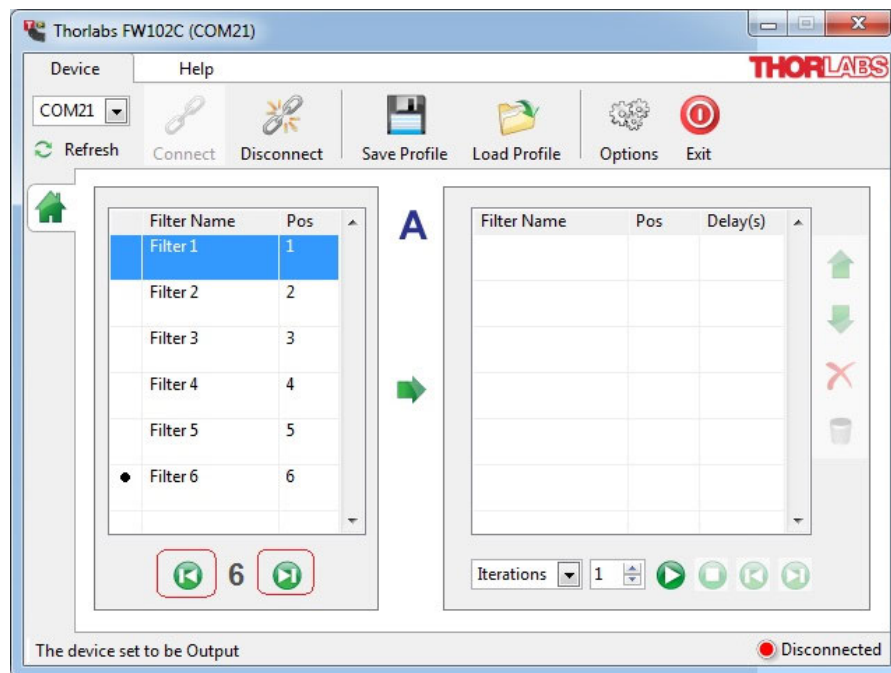 Thorlabs FW102C (COM21)
Device Help THORLABS
COM21
Refresh Connect Disconnect Save Profile Load Profile Options Exit
Filter Name Pos
Filter 1 1
Filter 2 2
Filter 3 3
Filter 4 4
Filter 5 5
Filter 6 6
6
A
Filter Name Pos Delay(s)
Iterations 1
The device set to be Output Disconnected